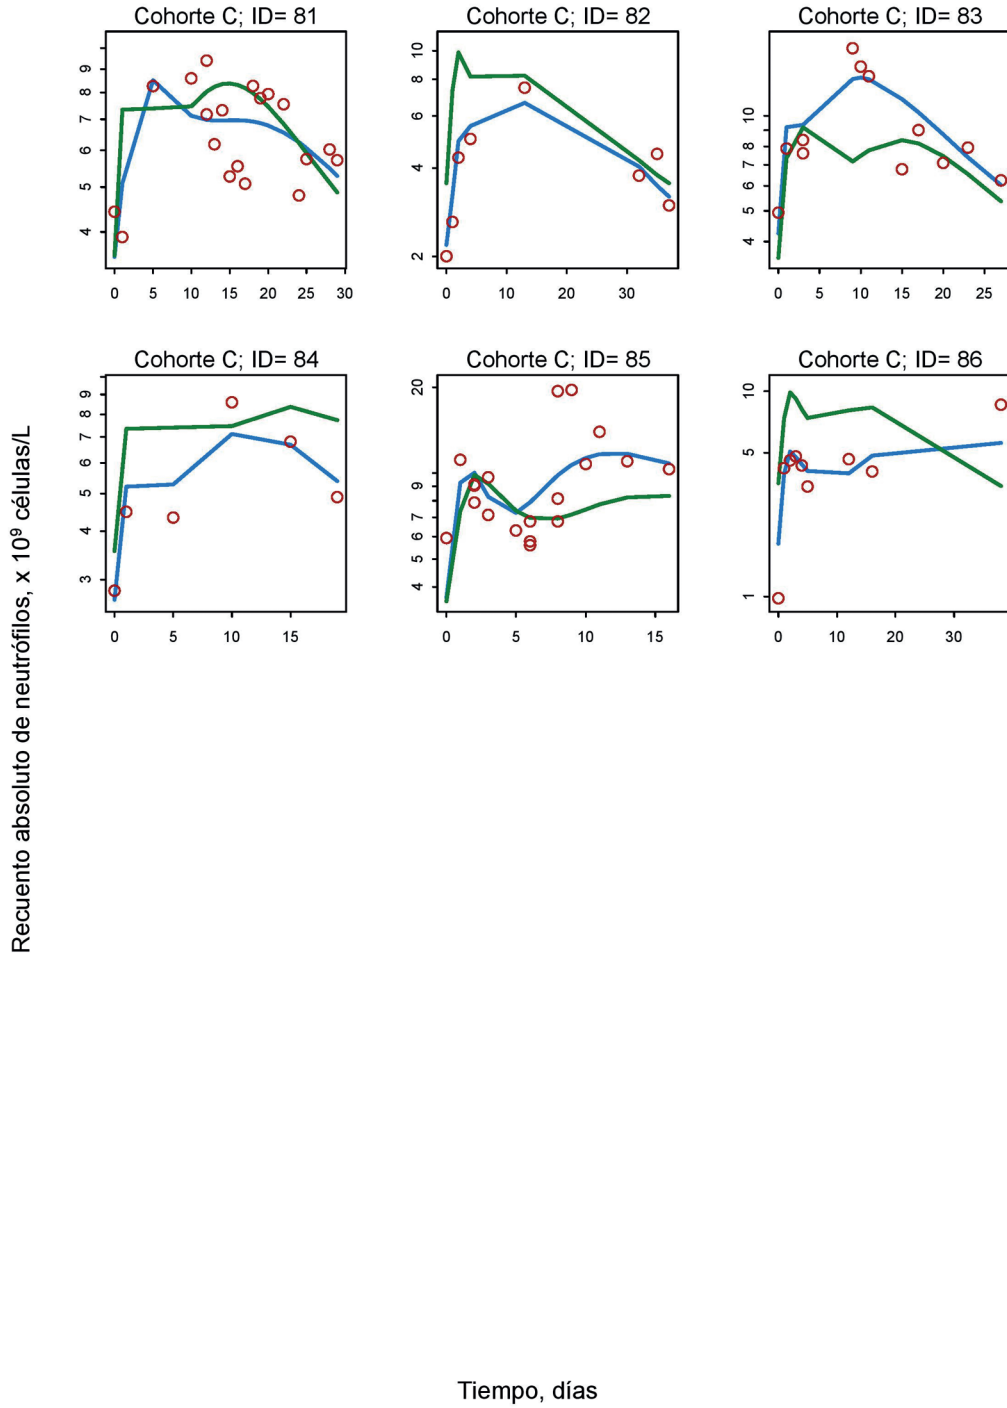 Cohorte C; ID= 81
Cohorte C; ID= 82
Cohorte C; ID= 83
9
8
7
6
5
4
0 5 10 15 20 25 30
10
8
6
4
2
0 10 20 30
10
8
7
6
5
4
0 5 10 15 20 25
Cohorte C; ID= 84
Cohorte C; ID= 85
Cohorte C; ID= 86
9
8
7
6
5
4
3
0 5 10 15
20
9
7
6
5
4
0 5 10 15
10
5
1
0 10 20 30
Recuento absoluto de neutrófilos, x 10⁹ células/L
Tiempo, días